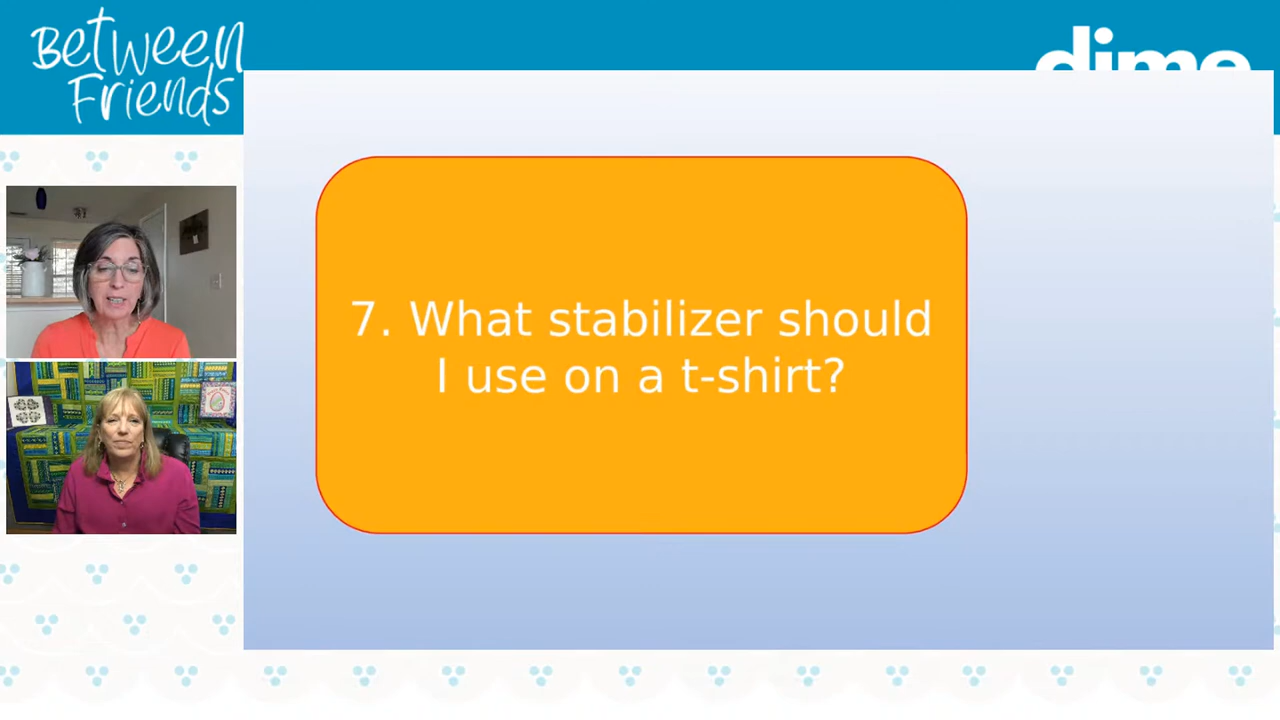 Between
Friends
dime
7. What stabilizer should
I use on a t-shirt?